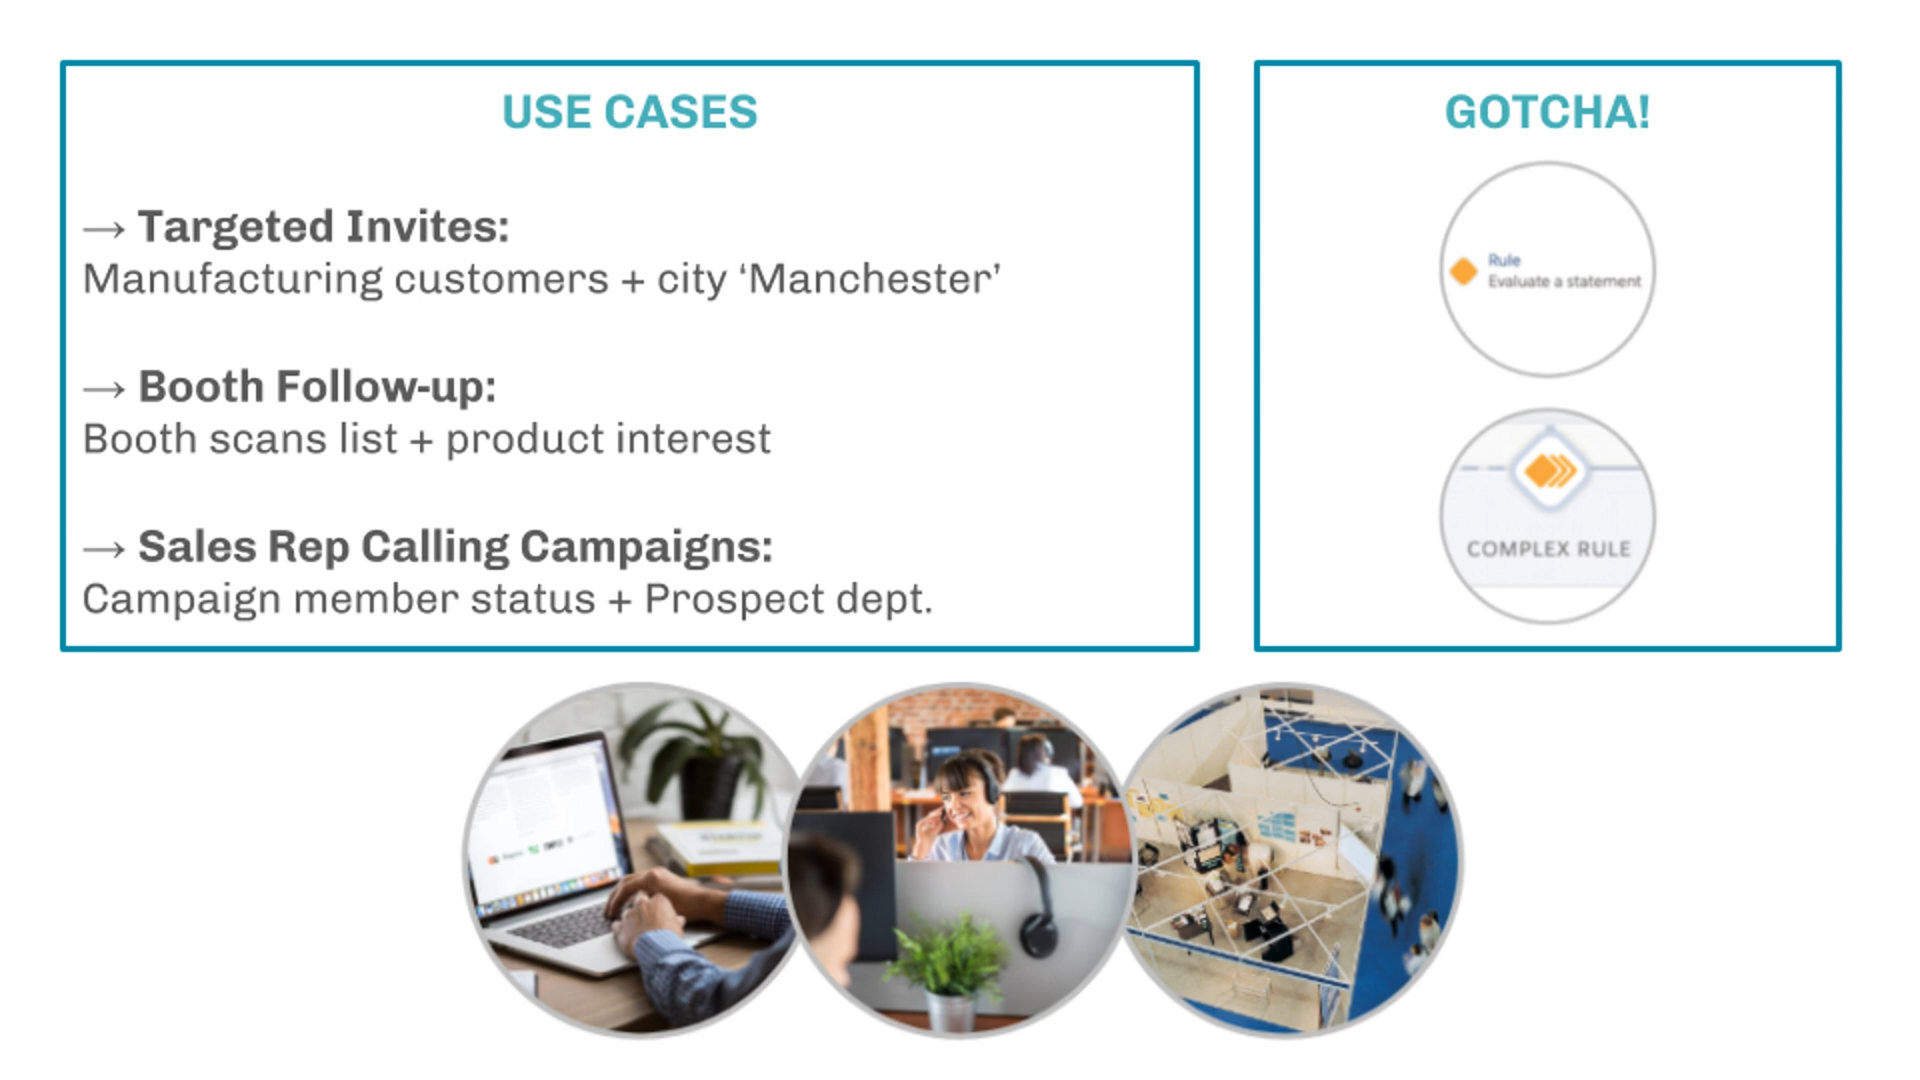 USE CASES
→ Targeted Invites:
Manufacturing customers + city ‘Manchester’
→ Booth Follow-up:
Booth scans list + product interest
→ Sales Rep Calling Campaigns:
Campaign member status + Prospect dept.
GOTCHA!
Rule
Evaluate a statement
COMPLEX RULE